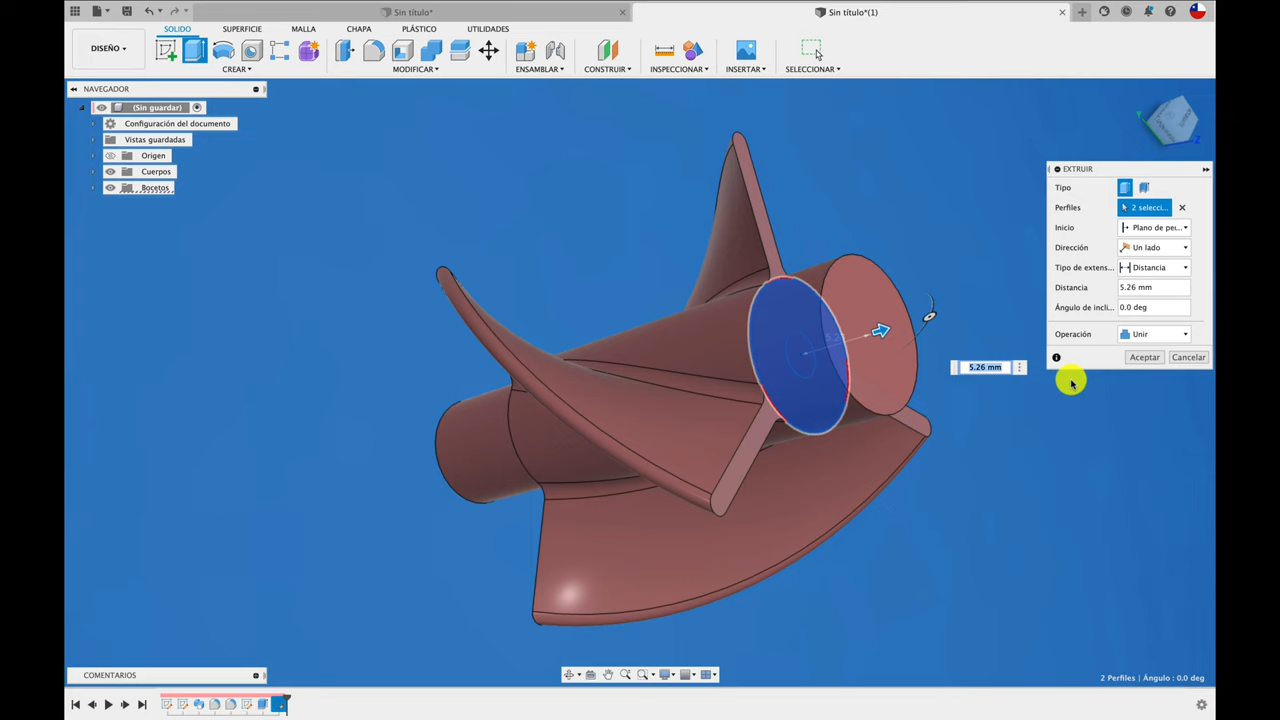 Sin título*
Sin título*(1)
SÓLIDO SUPERFICIE MALLA CHAPA PLÁSTICO UTILIDADES
DISEÑO
CREAR MODIFICAR ENSAMBLAR CONSTRUIR INSPECCIONAR INSERTAR SELECCIONAR
NAVEGADOR
(Sin guardar)
Configuración del documento
Vistas guardadas
Origen
Cuerpos
Bocetos
EXTRUIR
Tipo
Perfiles 2 selecci...
Inicio Plano de pe...
Dirección Un lado
Tipo de extens... Distancia
Distancia 5.26 mm
Ángulo de incli... 0.0 deg
Operación Unir
Aceptar Cancelar
5.26 mm
COMENTARIOS
2 Perfiles | Ángulo : 0.0 deg